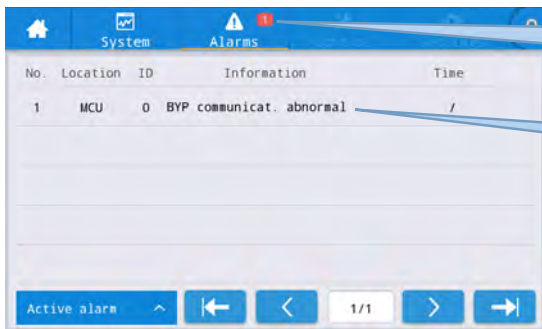 1
System Alarms
No. Location ID Information Time
1 MCU 0 BYP communicat. abnormal /
Active alarm 1/1